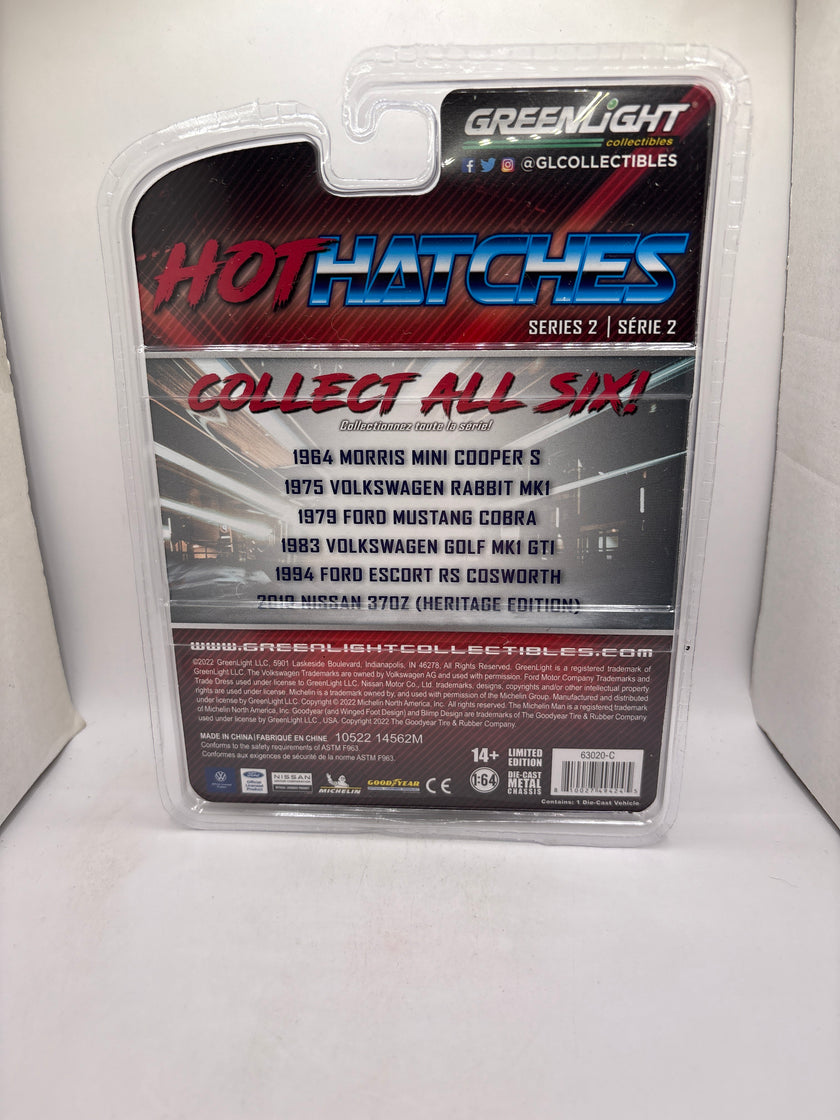 GREENLIGHT
collectibles
@GLCOLLECTIBLES
HOT HATCHES
SERIES 2 | SÉRIE 2
COLLECT ALL SIX!
Collectionnez toute la série!
1964 MORRIS MINI COOPER S
1975 VOLKSWAGEN RABBIT MK1
1979 FORD MUSTANG COBRA
1983 VOLKSWAGEN GOLF MK1 GTI
1994 FORD ESCORT RS COSWORTH
NISSAN 370Z (HERITAGE EDITION)
www.greenlightcollectibles.com
©2022 GreenLight LLC, 5901 Lakeside Boulevard, Indianapolis, IN 46278, All Rights Reserved. GreenLight is a registered trademark of
GreenLight LLC. The Volkswagen Trademarks are owned by Volkswagen AG and used with permission. Ford Motor Company Trademarks and
Trade Dress used under license to GreenLight LLC. Nissan Motor Co., Ltd. trademarks, designs, copyrights and/or other intellectual property
rights are used under license. Michelin is a trademark owned by, and used with permission of the Michelin Group. Manufactured and distributed
under license by GreenLight LLC. Copyright © 2022 Michelin North America, Inc. All rights reserved. The Michelin Man is a registered trademark
of Michelin North America, Inc. Goodyear (and Winged Foot Design) and Blimp Design are trademarks of The Goodyear Tire & Rubber Company
used under license by GreenLight LLC., USA. Copyright 2022 The Goodyear Tire & Rubber Company.
MADE IN CHINA | FABRIQUÉ EN CHINE 10522 14562M
Conforms to the safety requirements of ASTM F963.
Conformes aux exigences de sécurité de la norme ASTM F963.
Ford
Official
Licensed
Product
NISSAN
MICHELIN
GOODYEAR
CE
14+
1:64
LIMITED
EDITION
DIE-CAST
METAL
CHASSIS
63020-C
8 10027 49424 5
Contains: 1 Die-Cast Vehicle